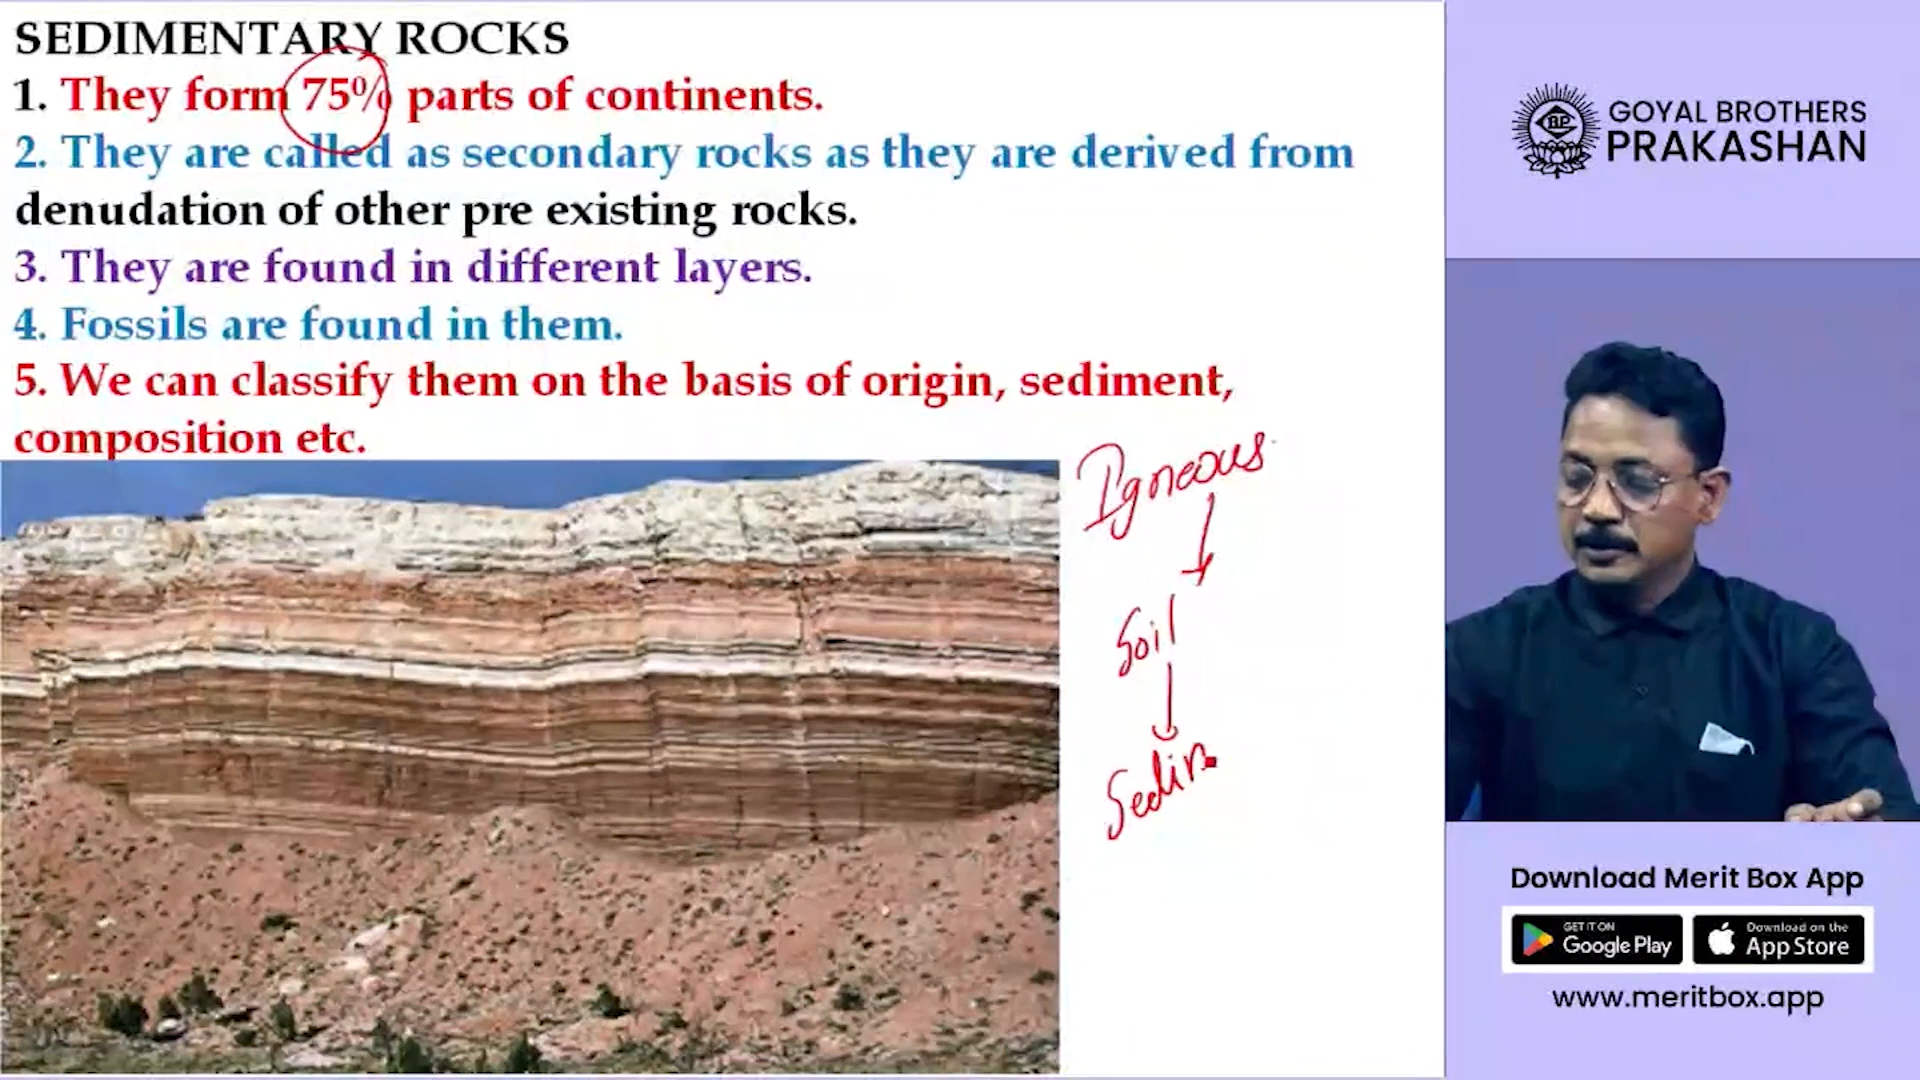 SEDIMENTARY ROCKS
1. They form 75% parts of continents.
2. They are called as secondary rocks as they are derived from
denudation of other pre existing rocks.
3. They are found in different layers.
4. Fossils are found in them.
5. We can classify them on the basis of origin, sediment,
composition etc.
Igneous
Soil
Sedim
BP
GOYAL BROTHERS
PRAKASHAN
Download Merit Box App
GET IT ON
Google Play
Download on the
App Store
www.meritbox.app